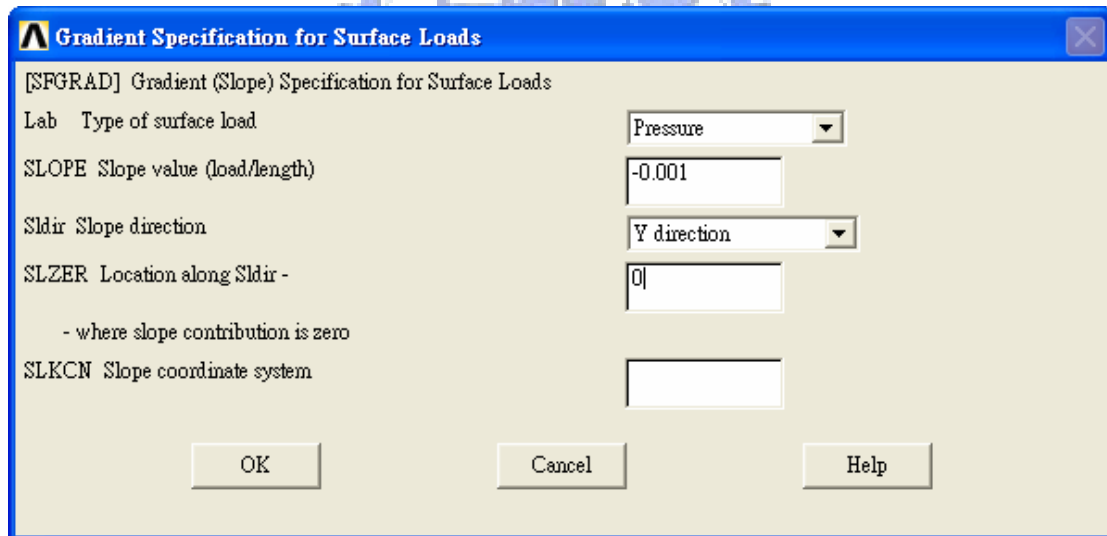 Gradient Specification for Surface Loads
[SFGRAD] Gradient (Slope) Specification for Surface Loads
Lab Type of surface load Pressure
SLOPE Slope value (load/length) -0.001
Sldir Slope direction Y direction
SLZER Location along Sldir - 0
- where slope contribution is zero
SLKCN Slope coordinate system
OK Cancel Help